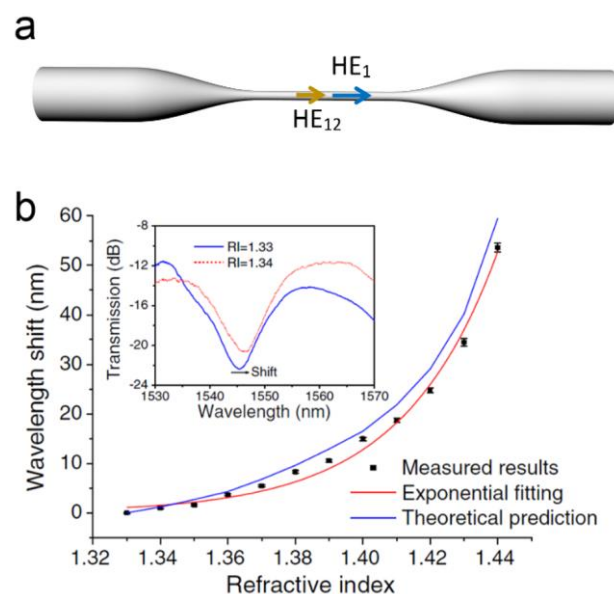 a
HE₁
HE₁₂
b
60
50
40
30
20
10
0
Wavelength shift (nm)
-8
-12
-16
-20
-24
Transmission (dB)
RI=1.33
RI=1.34
Shift
1530 1540 1550 1560 1570
Wavelength (nm)
Measured results
Exponential fitting
Theoretical prediction
1.32 1.34 1.36 1.38 1.40 1.42 1.44
Refractive index